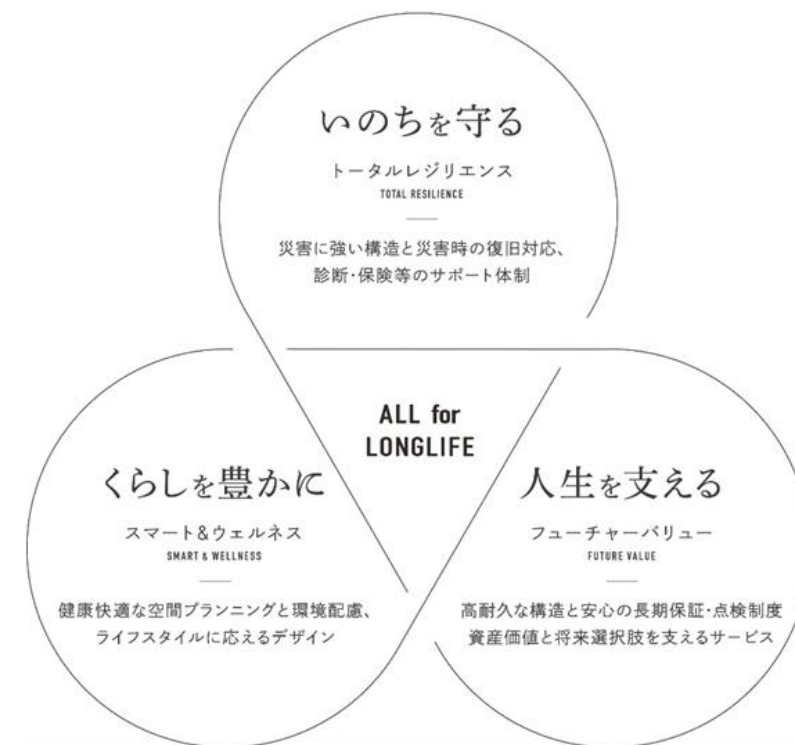 いのちを守る
トータルレジリエンス
TOTAL RESILIENCE
災害に強い構造と災害時の復旧対応、
診断・保険等のサポート体制
ALL for
LONGLIFE
くらしを豊かに
スマート&ウェルネス
SMART & WELLNESS
健康快適な空間プランニングと環境配慮、
ライフスタイルに応えるデザイン
人生を支える
フューチャーバリュー
FUTURE VALUE
高耐久な構造と安心の長期保証・点検制度
資産価値と将来選択肢を支えるサービス